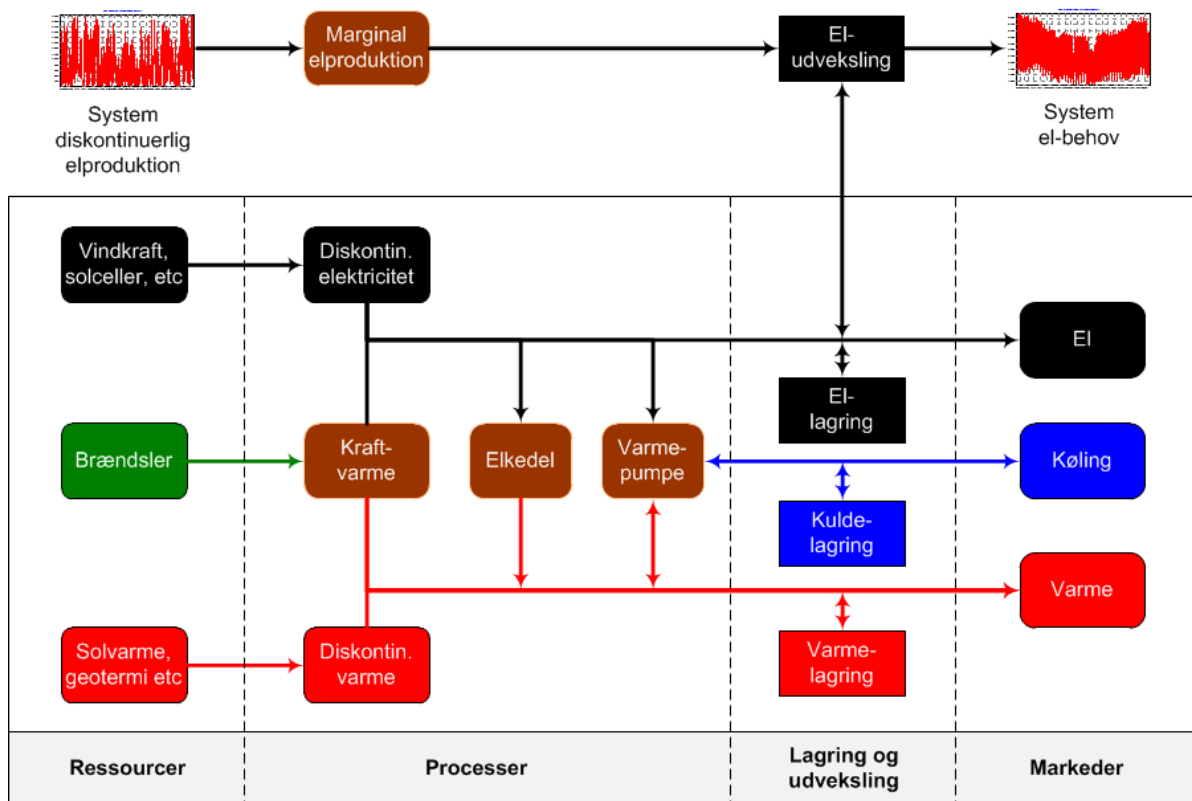 Marginal
elproduktion
El-
udveksling
System
diskontinuerlig
elproduktion
System
el-behov
Vindkraft,
solceller, etc
Diskontin.
elektricitet
El
El-
lagring
Brændsler
Kraft-
varme
Elkedel
Varme-
pumpe
Køling
Kulde-
lagring
Varme
Solvarme,
geotermi etc
Diskontin.
varme
Varme-
lagring
Ressourcer
Processer
Lagring og
udveksling
Markeder